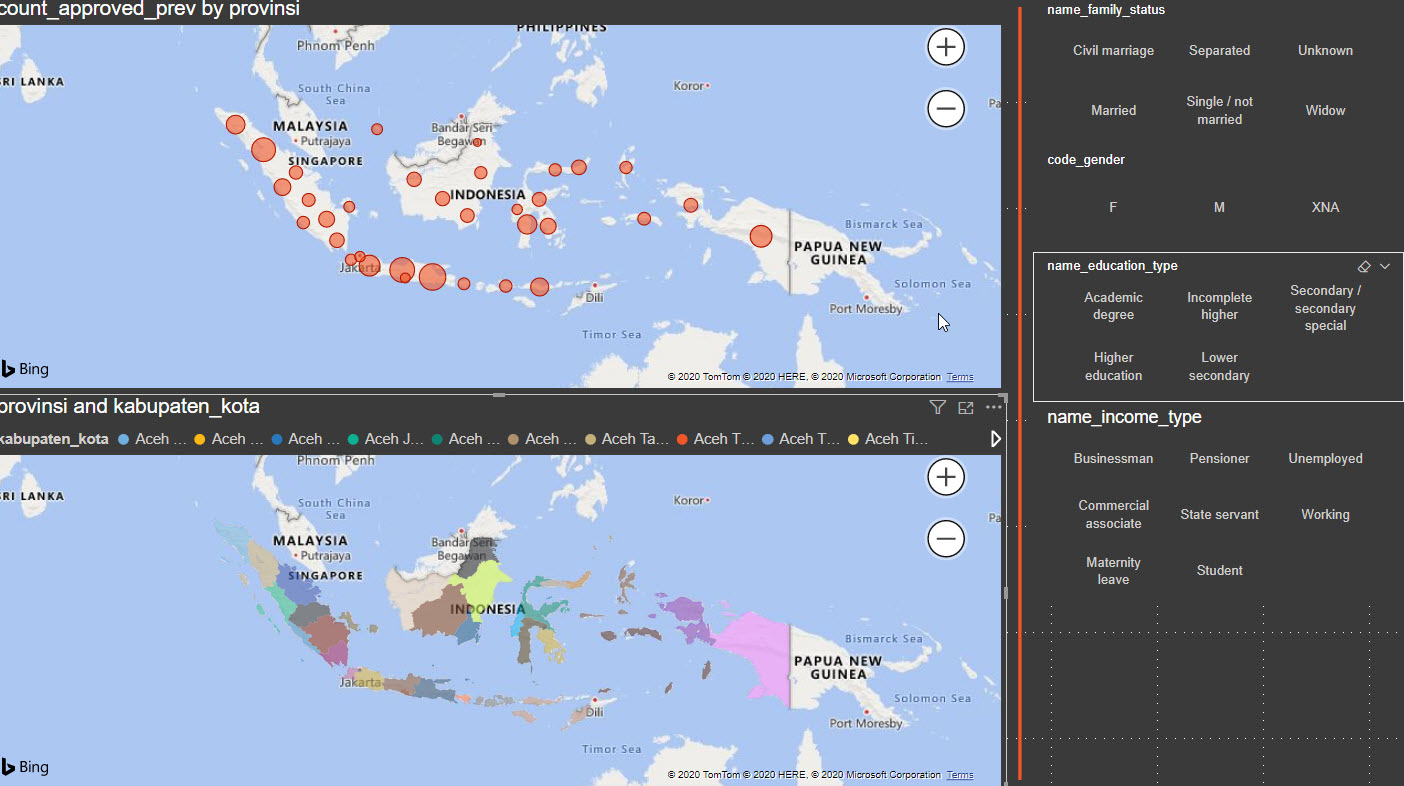 count_approved_prev by provinsi
PHILIPPINES
Phnom Penh
SRI LANKA
South China
Sea
Koror
Pa
MALAYSIA
Putrajaya
Bandar Seri
Begawan
SINGAPORE
INDONESIA
Bismarck Sea
PAPUA NEW
GUINEA
Jakarta
Solomon Sea
Dili
Port Moresby
Timor Sea
Bing
© 2020 TomTom © 2020 HERE, © 2020 Microsoft Corporation Terms
provinsi and kabupaten_kota
kabupaten_kota Aceh ... Aceh ... Aceh ... Aceh J... Aceh ... Aceh ... Aceh Ta... Aceh T... Aceh T... Aceh Ti...
Phnom Penh
SRI LANKA
South China
Sea
Koror
Pa
MALAYSIA
Putrajaya
Bandar Seri
Begawan
SINGAPORE
INDONESIA
Bismarck Sea
PAPUA NEW
GUINEA
Jakarta
Solomon Sea
Dili
Port Moresby
Timor Sea
Bing
© 2020 TomTom © 2020 HERE, © 2020 Microsoft Corporation Terms
name_family_status
Civil marriage Separated Unknown
Married Single / not
married Widow
code_gender
F M XNA
name_education_type
Academic
degree
Incomplete
higher
Secondary /
secondary
special
Higher
education
Lower
secondary
name_income_type
Businessman Pensioner Unemployed
Commercial
associate State servant Working
Maternity
leave Student